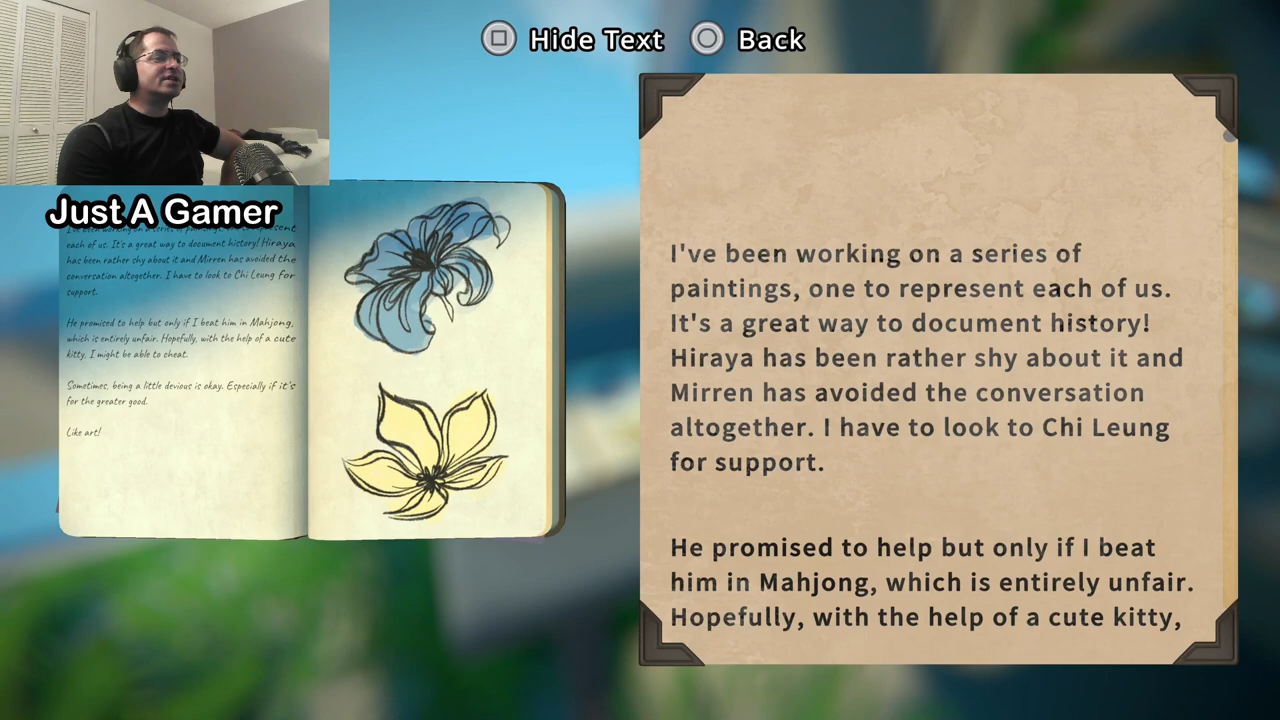 Hide Text
Back
Just A Gamer
each of us. It's a great way to document history! Hiraya
has been rather shy about it and Mirren has avoided the
conversation altogether. I have to look to Chi Leung for
support.
He promised to help but only if I beat him in Mahjong,
which is entirely unfair. Hopefully, with the help of a cute
kitty, I might be able to cheat.
Sometimes, being a little devious is okay. Especially if it's
for the greater good.
Like art!
I've been working on a series of
paintings, one to represent each of us.
It's a great way to document history!
Hiraya has been rather shy about it and
Mirren has avoided the conversation
altogether. I have to look to Chi Leung
for support.
He promised to help but only if I beat
him in Mahjong, which is entirely unfair.
Hopefully, with the help of a cute kitty,